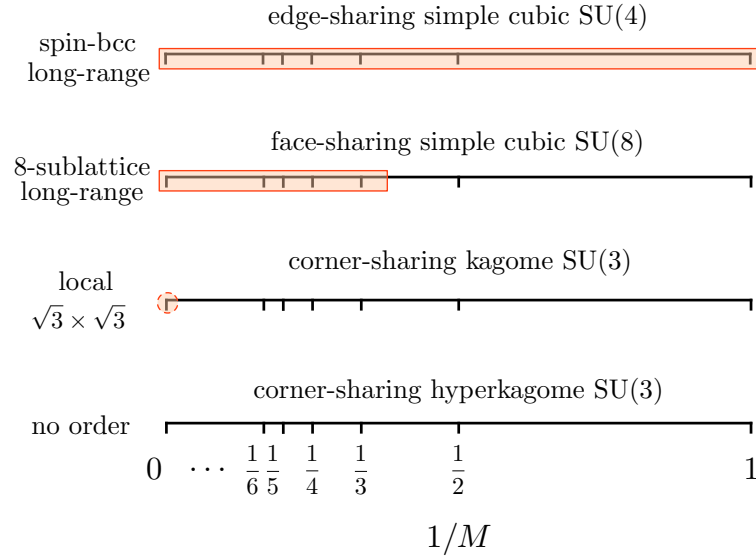 edge-sharing simple cubic SU(4)
spin-bcc
long-range
face-sharing simple cubic SU(8)
8-sublattice
long-range
corner-sharing kagome SU(3)
local
√3 × √3
corner-sharing hyperkagome SU(3)
no order
0 ⋯ 1/6 1/5 1/4 1/3 1/2 1
1/M